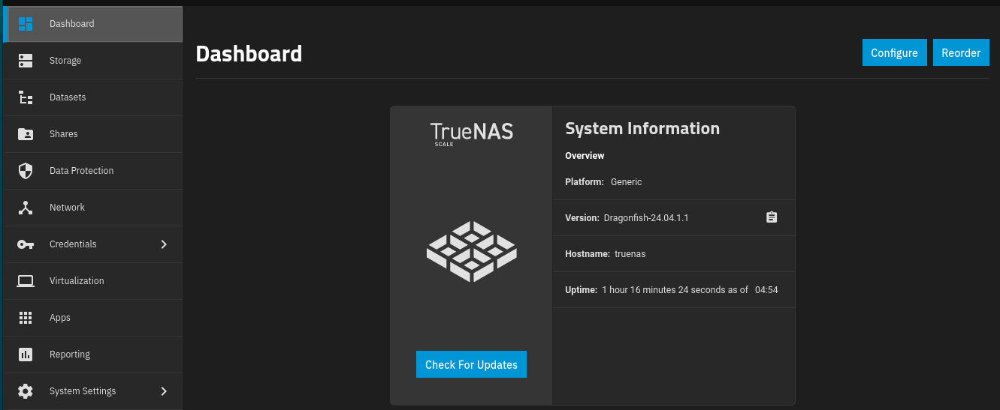 Dashboard
Storage
Datasets
Shares
Data Protection
Network
Credentials
Virtualization
Apps
Reporting
System Settings
Dashboard
Configure
Reorder
TrueNAS
SCALE
Check For Updates
System Information
Overview
Platform: Generic
Version: Dragonfish-24.04.1.1
Hostname: truenas
Uptime: 1 hour 16 minutes 24 seconds as of 04:54